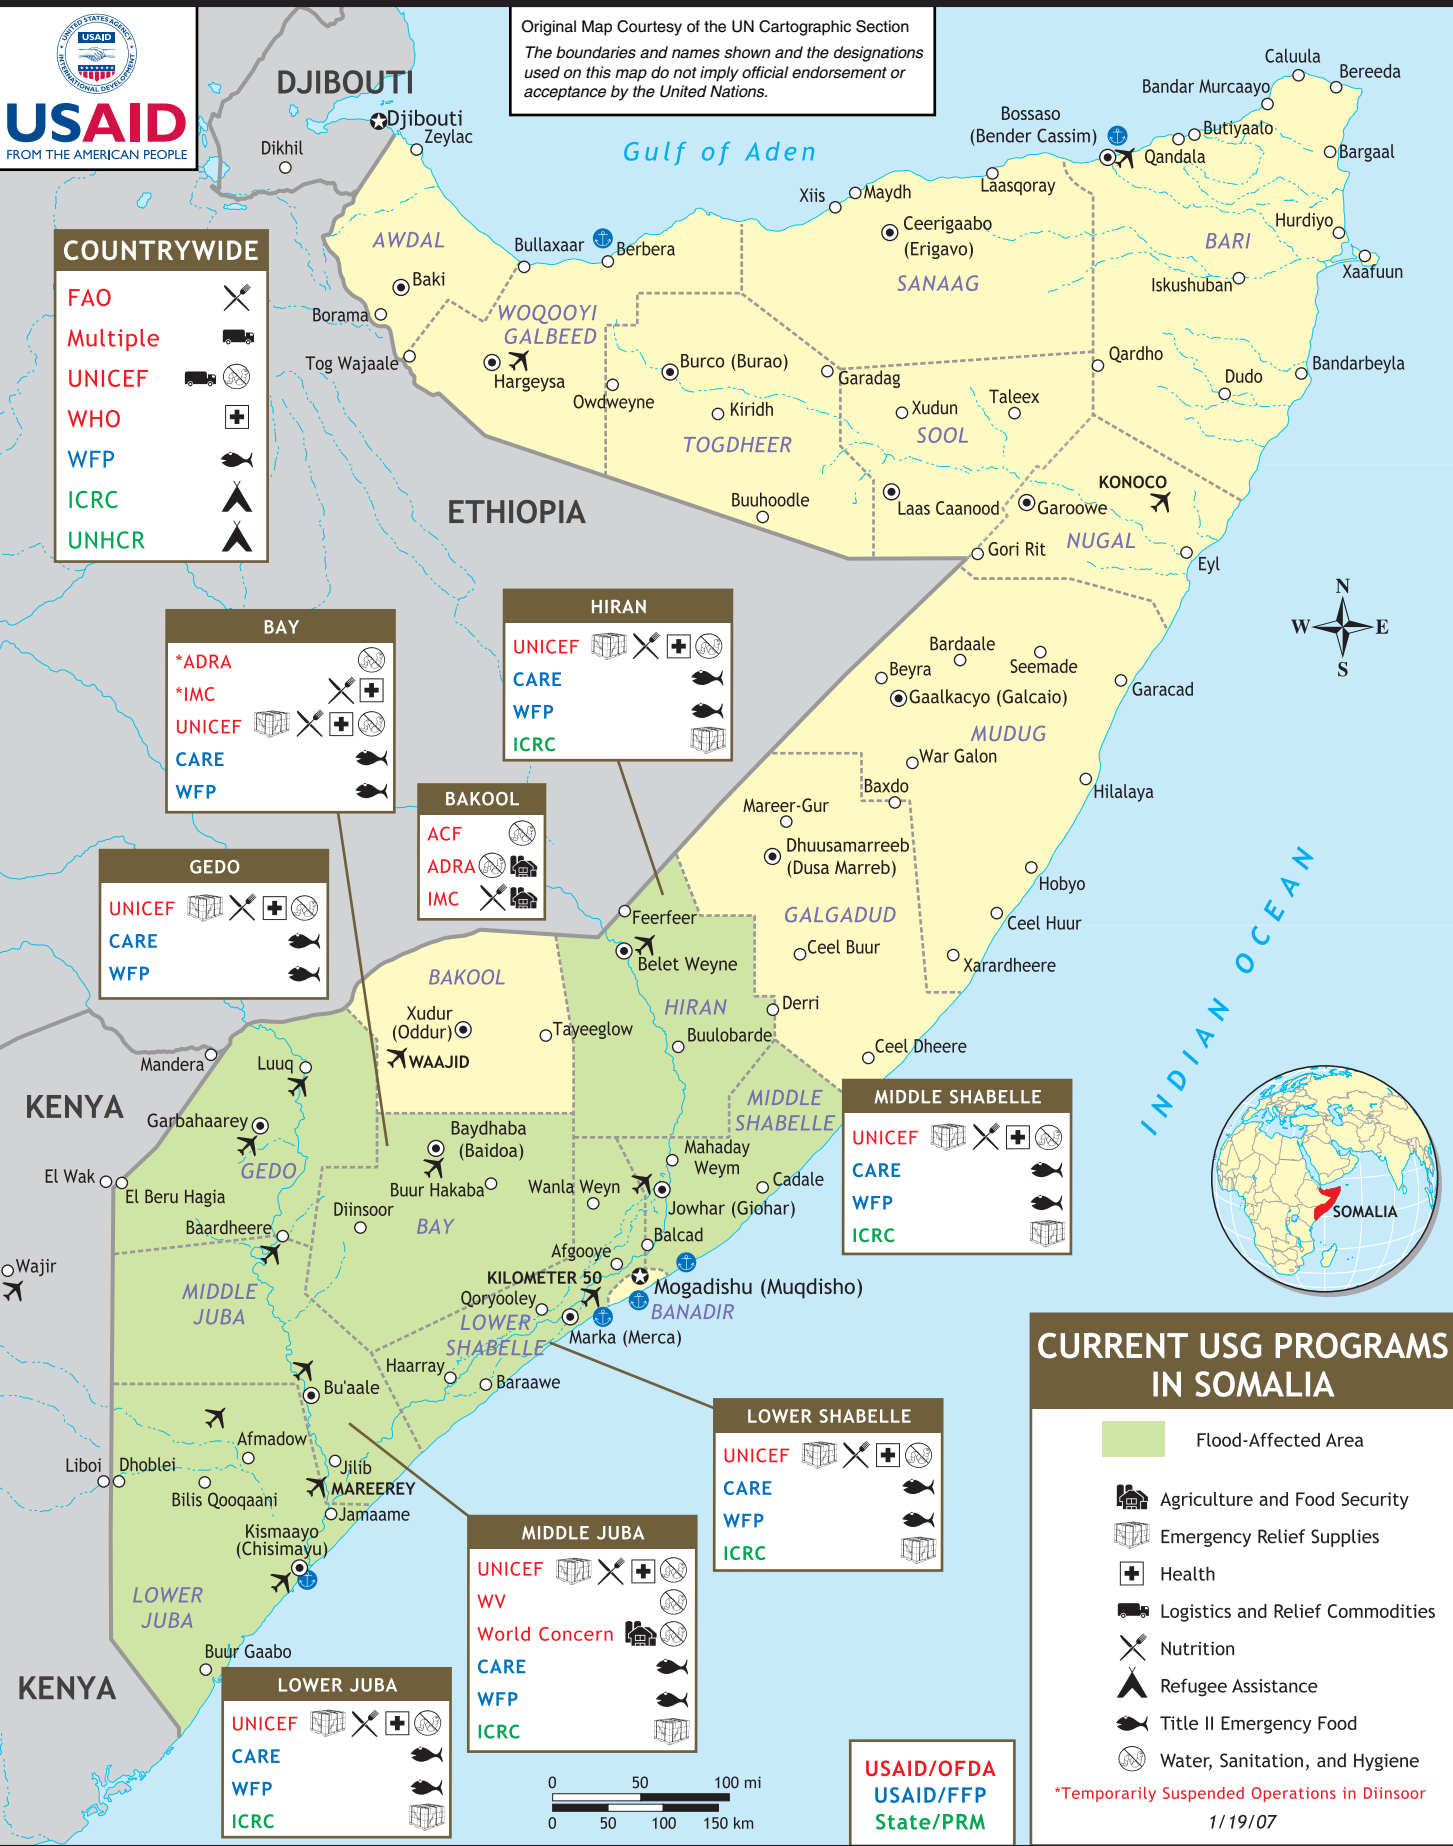 UNITED STATES AGENCY
USAID
INTERNATIONAL DEVELOPMENT
USAID
FROM THE AMERICAN PEOPLE
Original Map Courtesy of the UN Cartographic Section
The boundaries and names shown and the designations
used on this map do not imply official endorsement or
acceptance by the United Nations.
DJIBOUTI
Djibouti
Zeylac
Dikhil
Gulf of Aden
Caluula
Bereeda
Bandar Murcaayo
Bossaso
(Bender Cassim)
Butiyaalo
Qandala
Bargaal
Laasqoray
Xiis
Maydh
Ceerigaabo
(Erigavo)
Hurdiyo
BARI
Xaafuun
Iskushuban
SANAAG
AWDAL
Bullaxaar
Berbera
Baki
Borama
WOQOOYI
GALBEED
Tog Wajaale
Hargeysa
Burco (Burao)
Owdweyne
Kiridh
TOGDHEER
Garadag
Xudun
Taleex
SOOL
Qardho
Dudo
Bandarbeyla
Buuhoodle
Laas Caanood
Garoowe
KONOCO
NUGAL
Gori Rit
Eyl
ETHIOPIA
COUNTRYWIDE
FAO
Multiple
UNICEF
WHO
WFP
ICRC
UNHCR
N
W
E
S
BAY
*ADRA
*IMC
UNICEF
CARE
WFP
HIRAN
UNICEF
CARE
WFP
ICRC
BAKOOL
ACF
ADRA
IMC
GEDO
UNICEF
CARE
WFP
Bardaale
Beyra
Seemade
Gaalkacyo (Galcaio)
Garacad
MUDUG
War Galon
Baxdo
Hilalaya
Mareer-Gur
Dhuusamarreeb
(Dusa Marreb)
Hobyo
GALGADUD
Ceel Huur
Ceel Buur
Xarardheere
Derri
Ceel Dheere
INDIAN OCEAN
Feerfeer
Belet Weyne
HIRAN
Buulobarde
BAKOOL
Xudur
(Oddur)
Tayeeglow
WAAJID
Mandera
Luuq
KENYA
Garbahaarey
GEDO
El Wak
El Beru Hagia
Baardheere
Wajir
Baydhaba
(Baidoa)
Buur Hakaba
Diinsoor
BAY
Wanla Weyn
MIDDLE
SHABELLE
Mahaday
Weym
Cadale
Jowhar (Giohar)
Balcad
Afgooye
KILOMETER 50
Mogadishu (Muqdisho)
BANADIR
Qoryooley
LOWER
SHABELLE
Marka (Merca)
MIDDLE
JUBA
Haarray
Baraawe
Bu'aale
Afmadow
Liboi
Dhoblei
Bilis Qooqaani
Jilib
MAREEREY
Jamaame
Kismaayo
(Chisimayu)
LOWER
JUBA
Buur Gaabo
KENYA
MIDDLE SHABELLE
UNICEF
CARE
WFP
ICRC
SOMALIA
LOWER SHABELLE
UNICEF
CARE
WFP
ICRC
MIDDLE JUBA
UNICEF
WV
World Concern
CARE
WFP
ICRC
LOWER JUBA
UNICEF
CARE
WFP
ICRC
0 50 100 mi
0 50 100 150 km
USAID/OFDA
USAID/FFP
State/PRM
CURRENT USG PROGRAMS
IN SOMALIA
Flood-Affected Area
Agriculture and Food Security
Emergency Relief Supplies
Health
Logistics and Relief Commodities
Nutrition
Refugee Assistance
Title II Emergency Food
Water, Sanitation, and Hygiene
*Temporarily Suspended Operations in Diinsoor
1/19/07